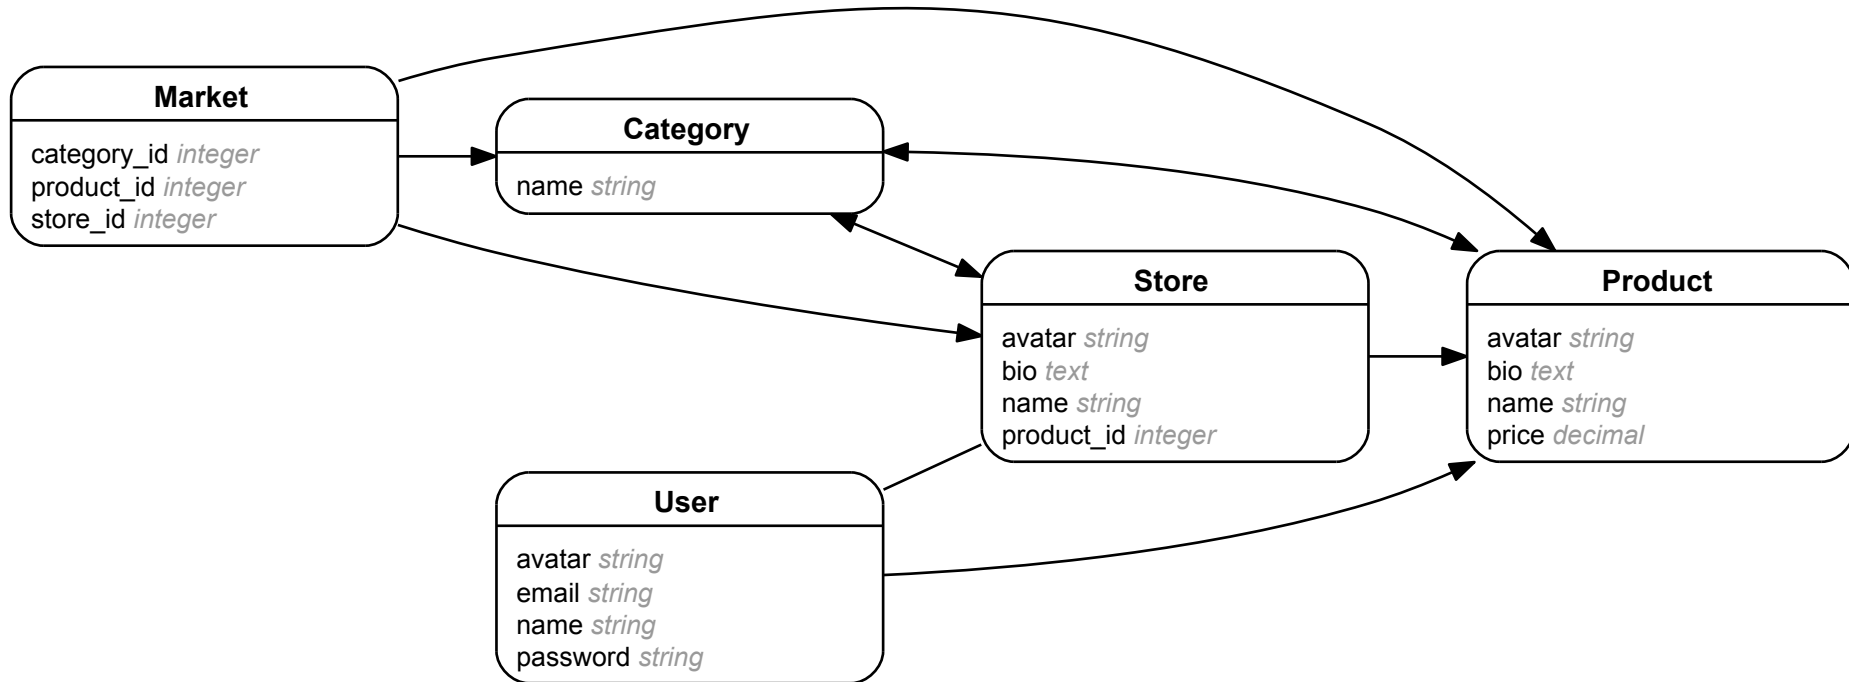 Market
category_id integer
product_id integer
store_id integer
Category
name string
Store
avatar string
bio text
name string
product_id integer
Product
avatar string
bio text
name string
price decimal
User
avatar string
email string
name string
password string